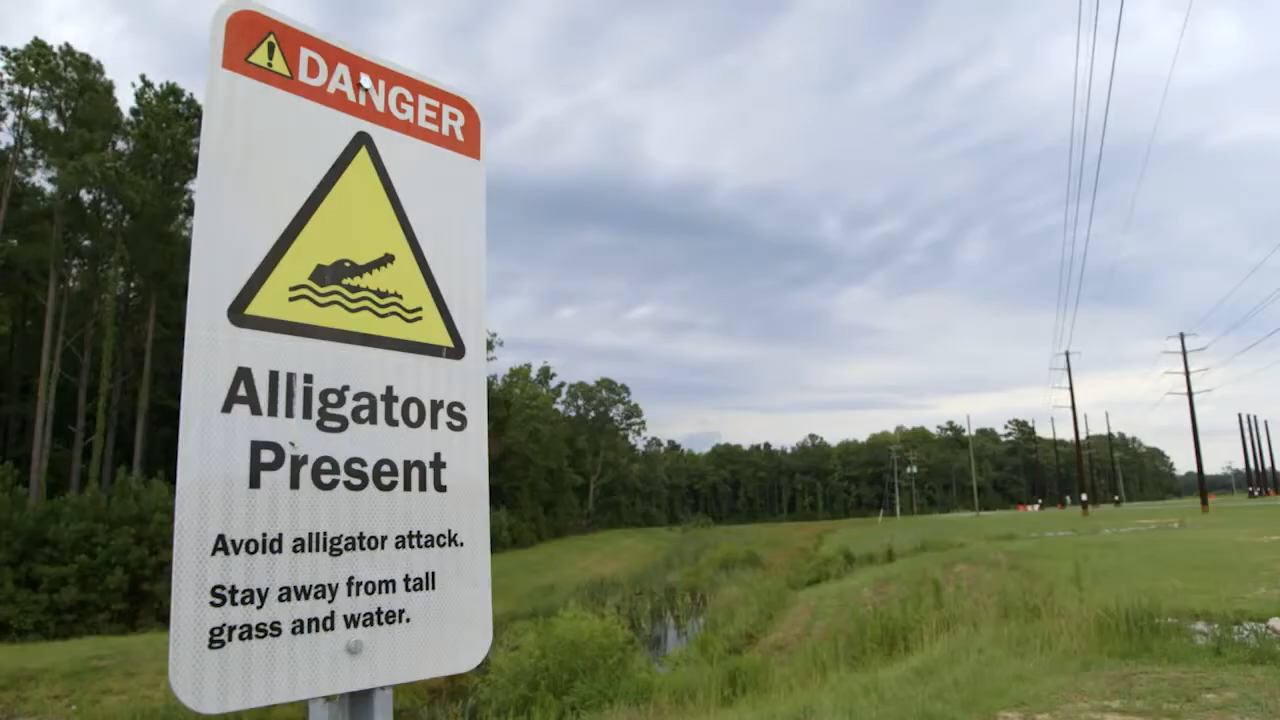 DANGER
Alligators
Present
Avoid alligator attack.
Stay away from tall
grass and water.